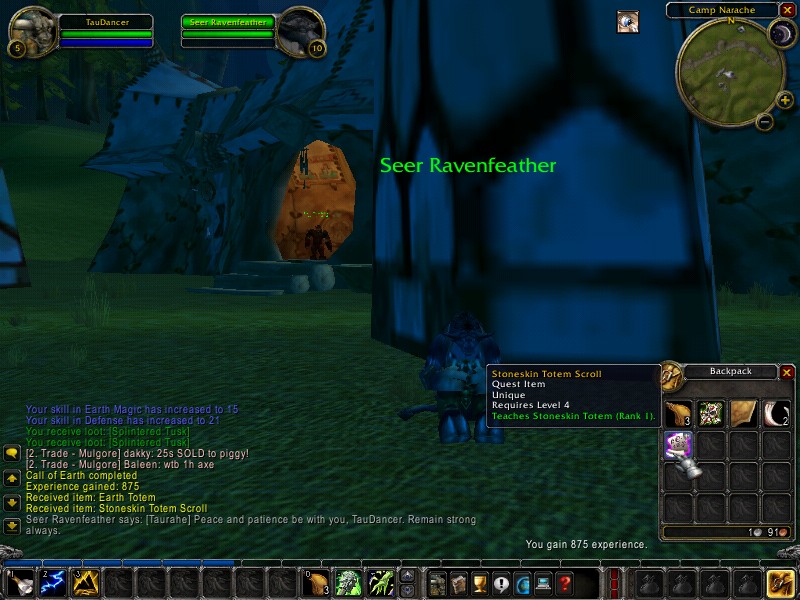 TauDancer
5
Seer Ravenfeather
10
Camp Narache
N
Seer Ravenfeather
Stoneskin Totem Scroll
Quest Item
Unique
Requires Level 4
Teaches Stoneskin Totem (Rank 1).
Backpack
3
2
1 91
Your skill in Earth Magic has increased to 15
Your skill in Defense has increased to 21
You receive loot: [Splintered Tusk]
You receive loot: [Splintered Tusk]
[2. Trade - Mulgore] dakky: 25s SOLD to piggy!
[2. Trade - Mulgore] Baleen: wtb 1h axe
Call of Earth completed
Experience gained: 875
Received item: Earth Totem
Received item: Stoneskin Totem Scroll
Seer Ravenfeather says: [Taurahe] Peace and patience be with you, TauDancer. Remain strong
always.
You gain 875 experience.
1 2 3 0 3